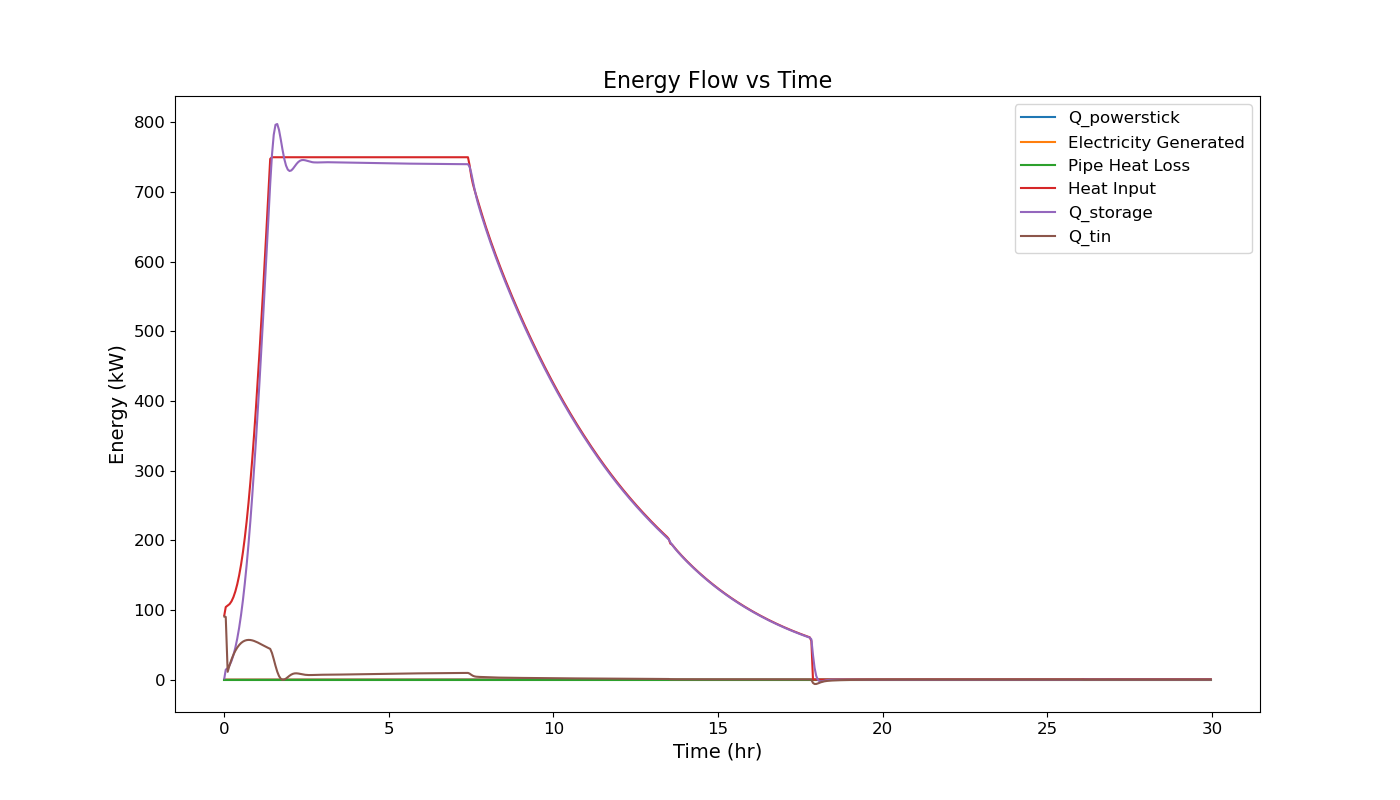 Energy Flow vs Time
Q_powerstick
Electricity Generated
Pipe Heat Loss
Heat Input
Q_storage
Q_tin
Energy (kW)
800
700
600
500
400
300
200
100
0
0 5 10 15 20 25 30
Time (hr)